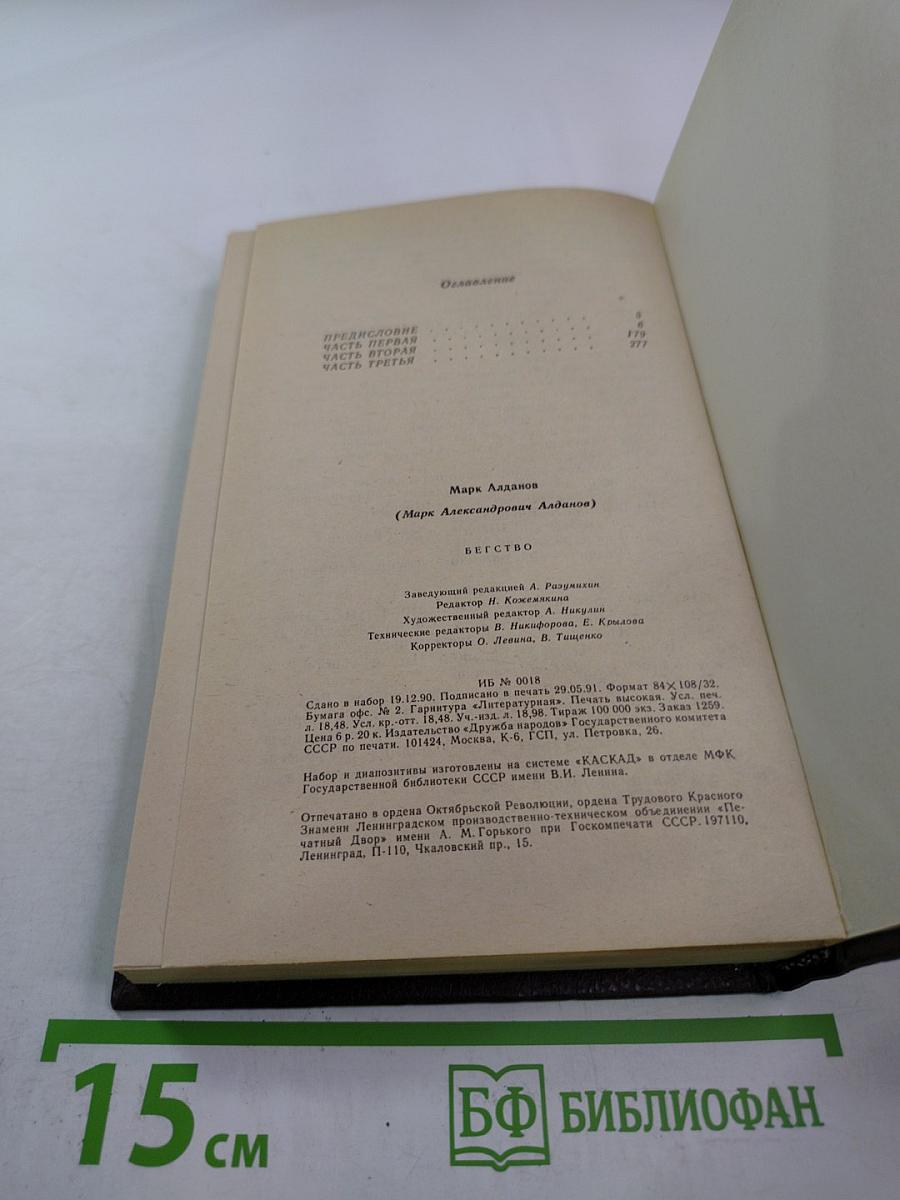 Оглавление
ПРЕДИСЛОВИЕ . . . . . . . . . . 5
ЧАСТЬ ПЕРВАЯ . . . . . . . . . . 6
ЧАСТЬ ВТОРАЯ . . . . . . . . . . 179
ЧАСТЬ ТРЕТЬЯ . . . . . . . . . . 277
Марк Алданов
(Марк Александрович Алданов)
БЕГСТВО
Заведующий редакцией А. Разумихин
Редактор Н. Кожемякина
Художественный редактор А. Никулин
Технические редакторы В. Никифорова, Е. Крылова
Корректоры О. Левина, В. Тищенко
ИБ № 0018
Сдано в набор 19.12.90. Подписано в печать 29.05.91. Формат 84×108/32.
Бумага офс. № 2. Гарнитура «Литературная». Печать высокая. Усл. печ.
л. 18,48. Усл. кр.-отт. 18,48. Уч.-изд. л. 18,98. Тираж 100 000 экз. Заказ 1259.
Цена 6 р. 20 к. Издательство «Дружба народов» Государственного комитета
СССР по печати. 101424, Москва, К-6, ГСП, ул. Петровка, 26.
Набор и диапозитивы изготовлены на системе «КАСКАД» в отделе МФК
Государственной библиотеки СССР имени В.И. Ленина.
Отпечатано в ордена Октябрьской Революции, ордена Трудового Красного
Знамени Ленинградском производственно-техническом объединении «Пе-
чатный Двор» имени А. М. Горького при Госкомпечати СССР. 197110,
Ленинград, П-110, Чкаловский пр., 15.
15 см
БФ БИБЛИОФАН